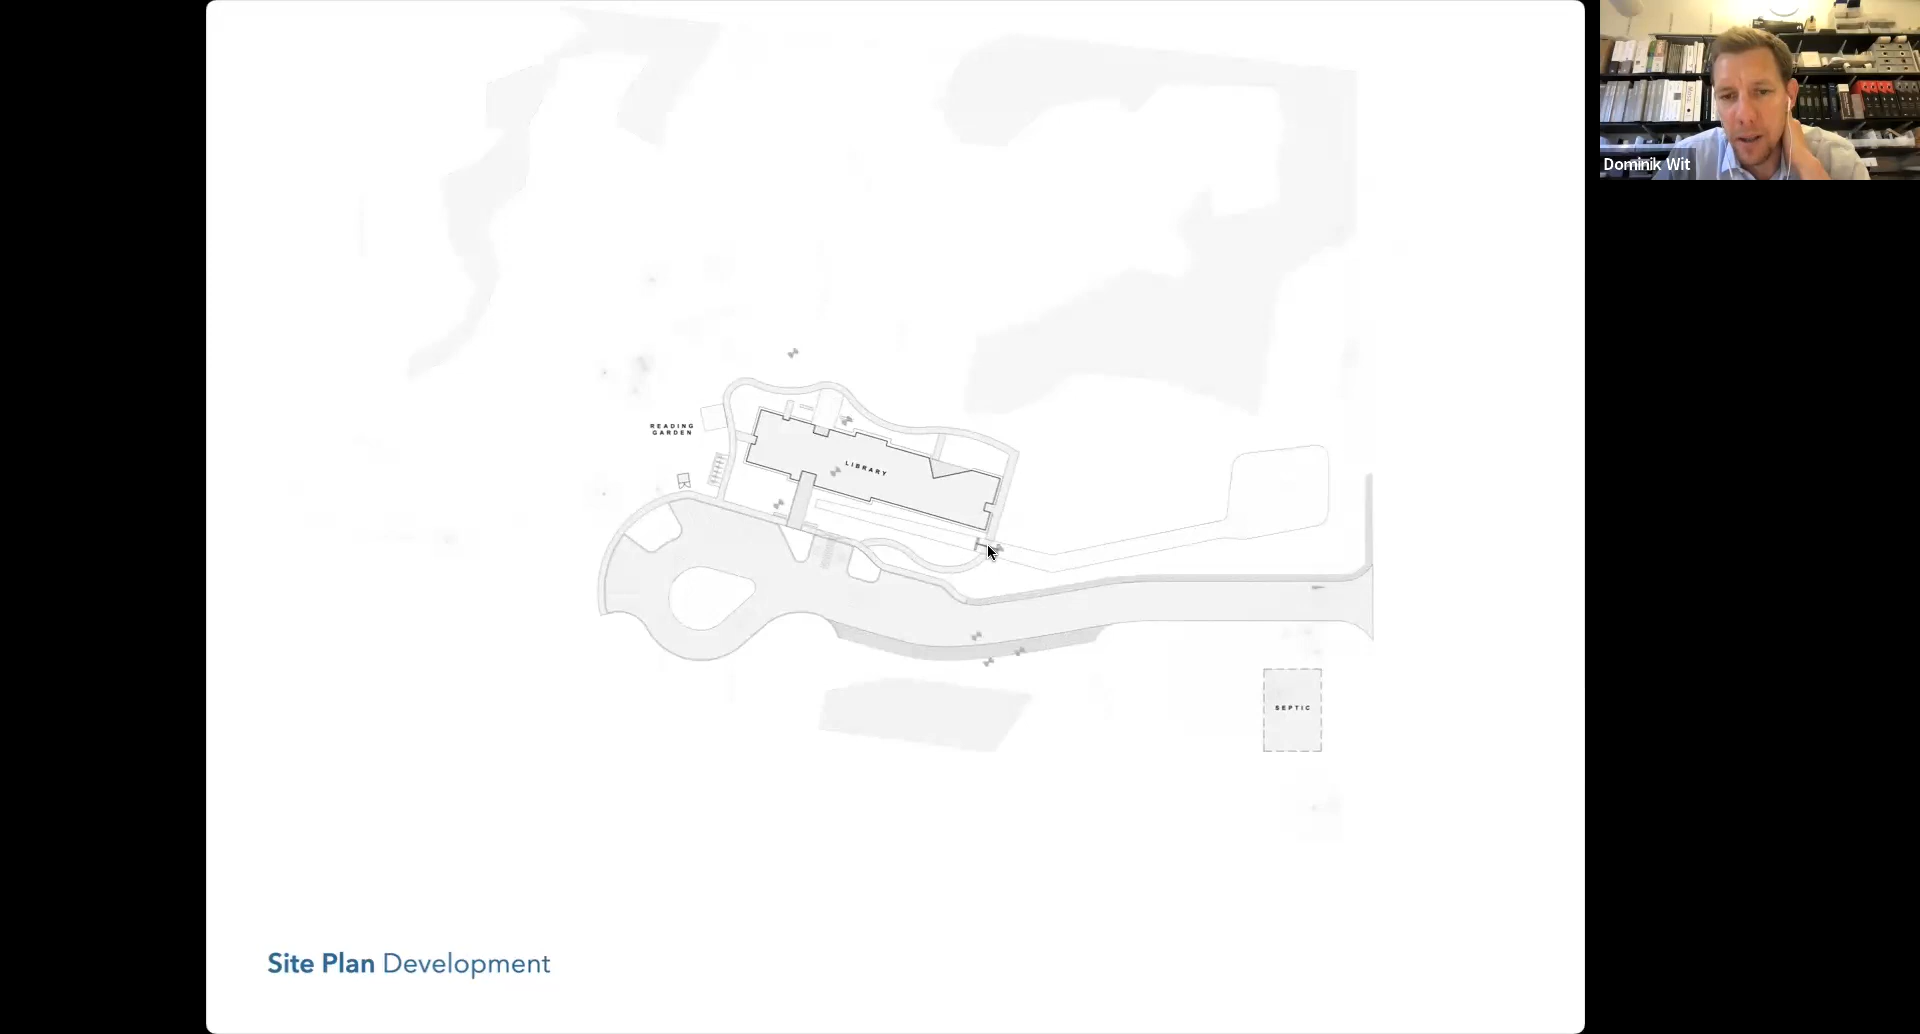 Dominik Wit
READING
GARDEN
LIBRARY
SEPTIC
Site Plan Development